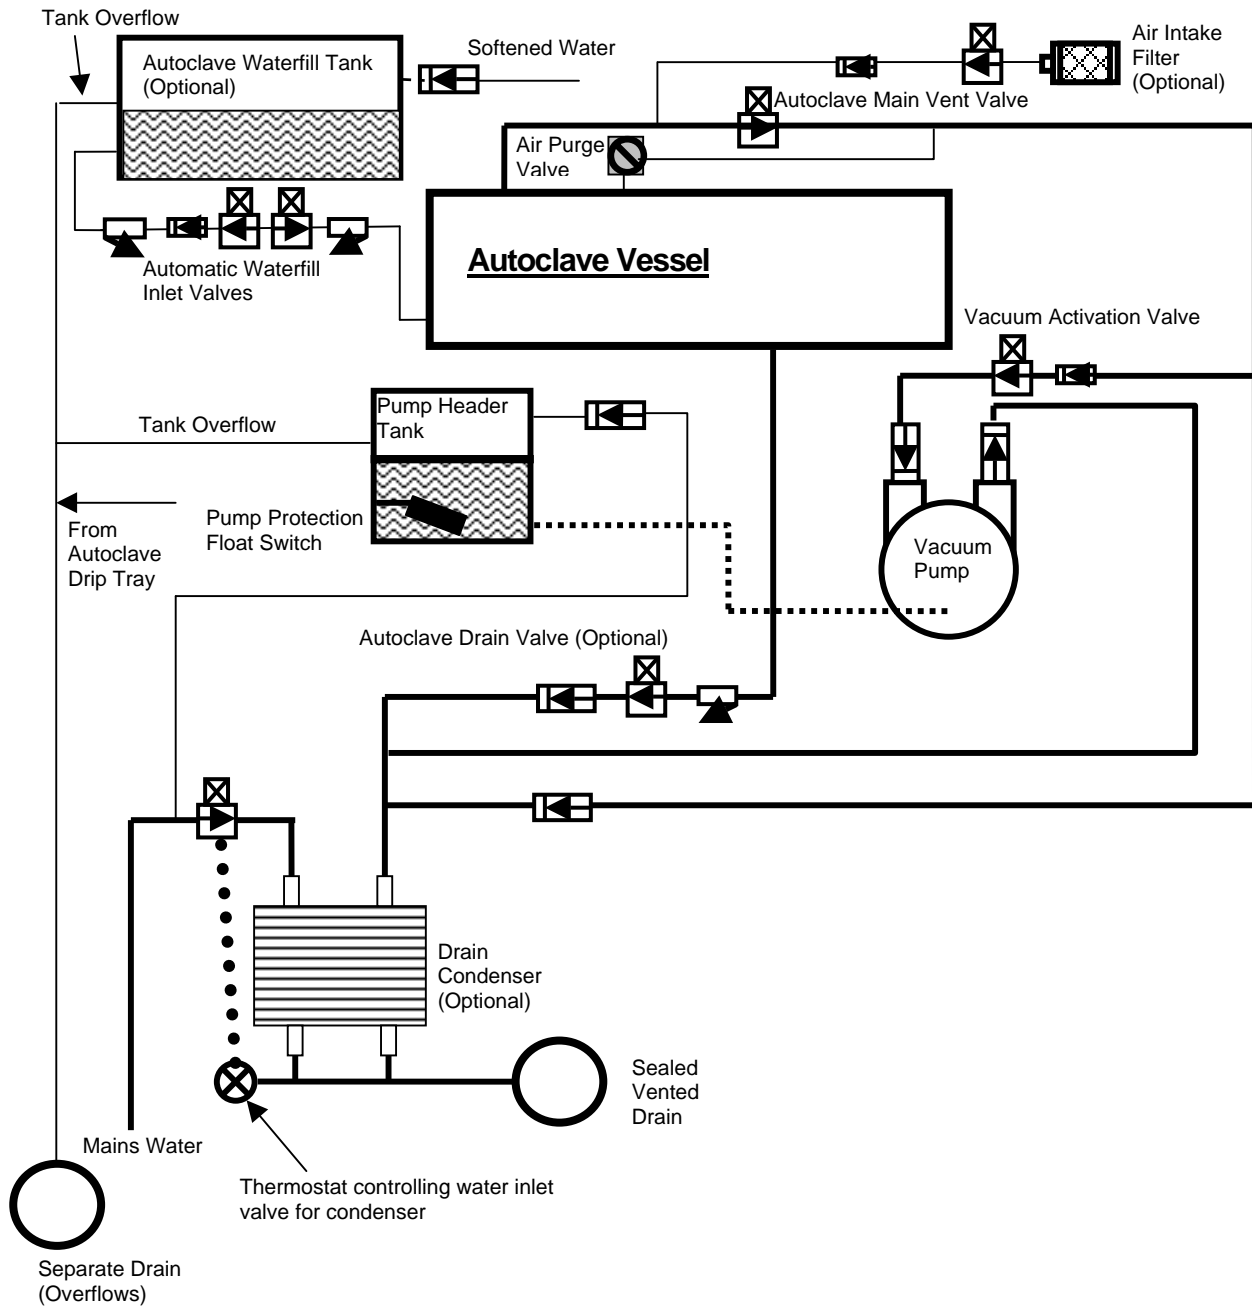 Tank Overflow
Autoclave Waterfill Tank
(Optional)
Softened Water
Air Intake
Filter
(Optional)
Autoclave Main Vent Valve
Air Purge
Valve
Automatic Waterfill
Inlet Valves
Autoclave Vessel
Vacuum Activation Valve
Pump Header
Tank
Tank Overflow
From
Autoclave
Drip Tray
Pump Protection
Float Switch
Vacuum
Pump
Autoclave Drain Valve (Optional)
Drain
Condenser
(Optional)
Sealed
Vented
Drain
Mains Water
Thermostat controlling water inlet
valve for condenser
Separate Drain
(Overflows)